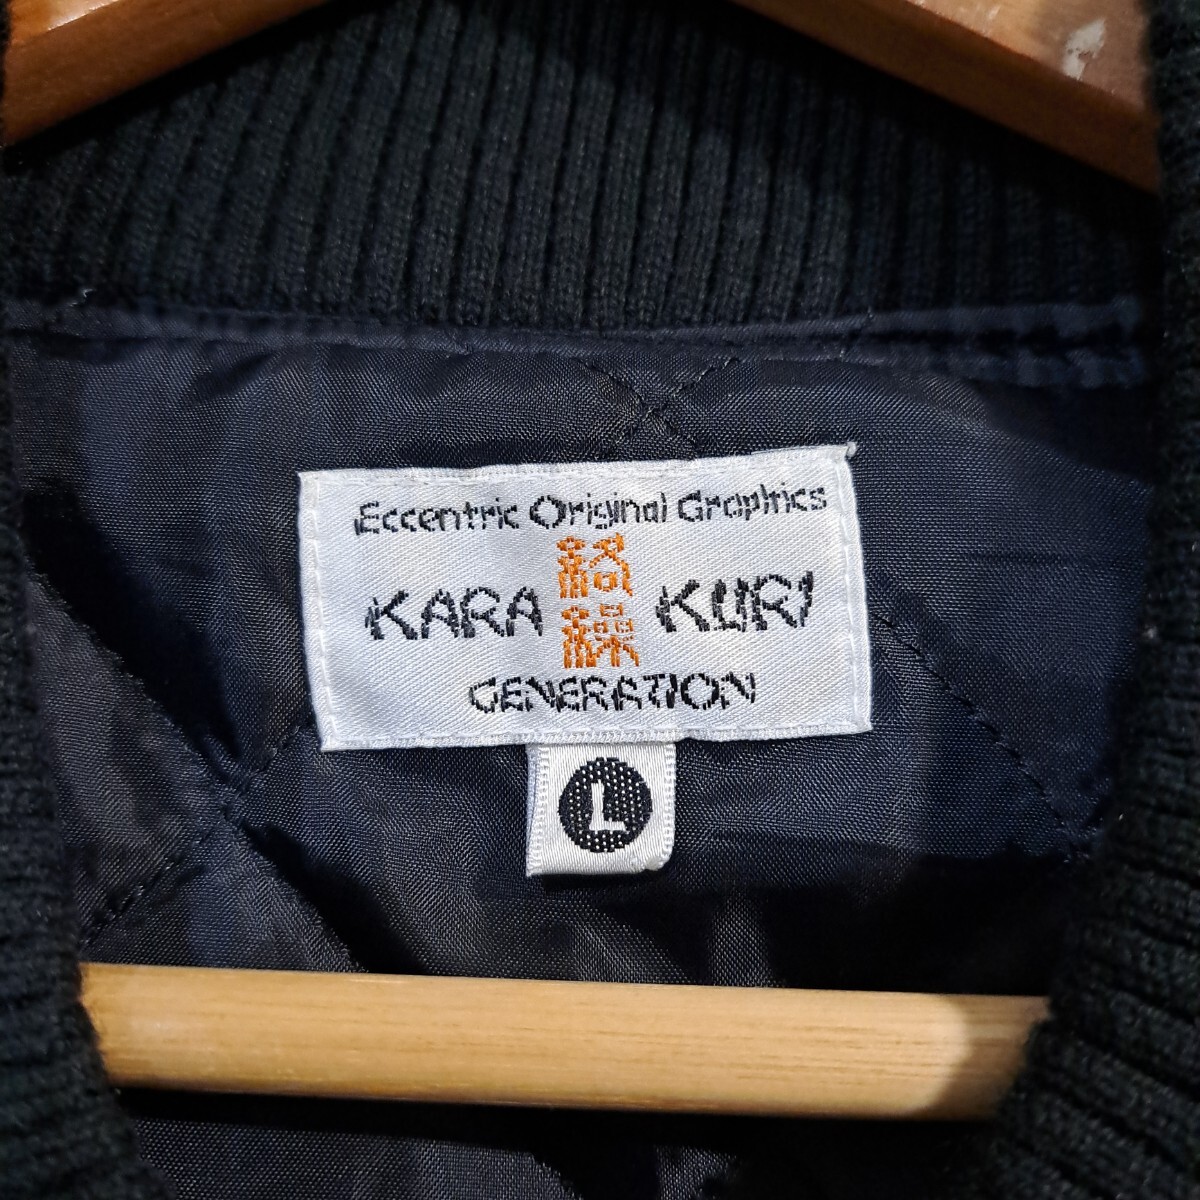 Eccentric Original Graphics
KARA 絡繰 KURI
GENERATION
L